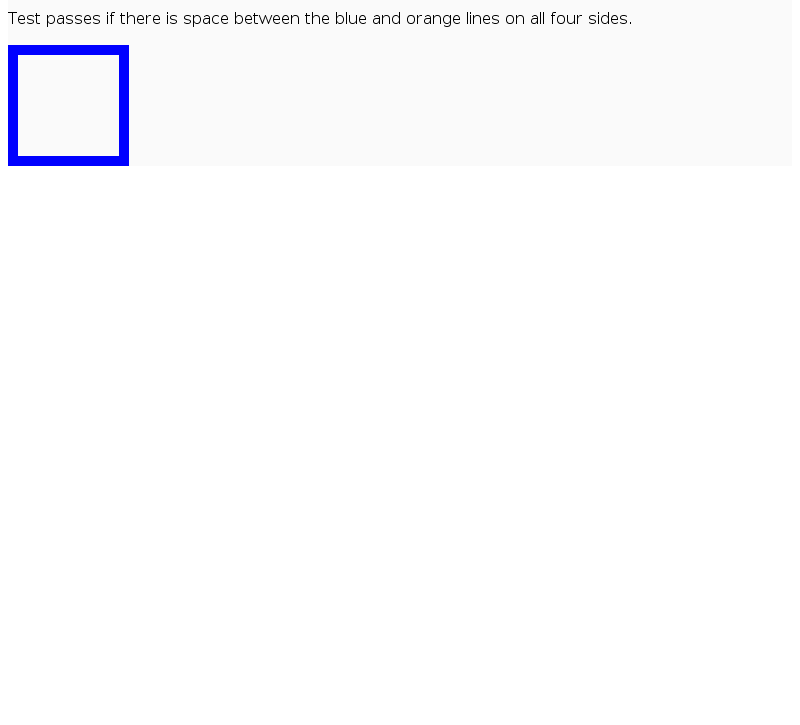 Test passes if there is space between the blue and orange lines on all four sides.